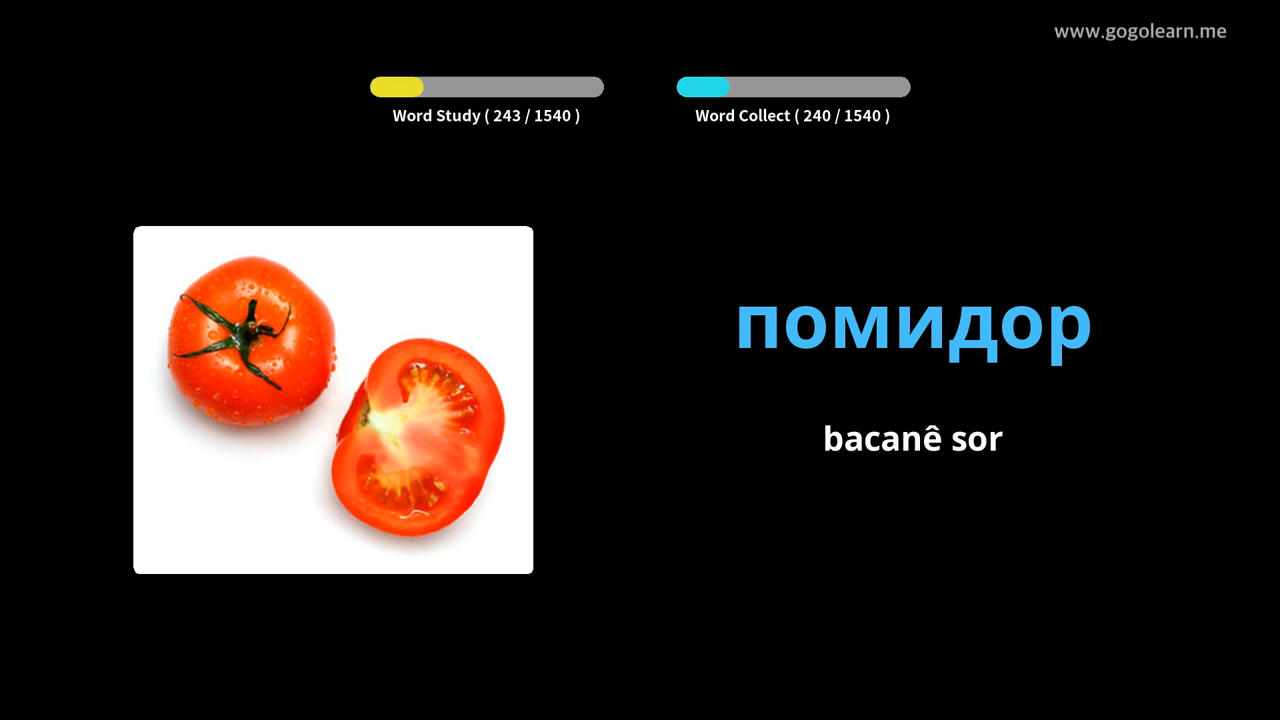 www.gogolearn.me
Word Study ( 243 / 1540 )
Word Collect ( 240 / 1540 )
помидор
bacanê sor